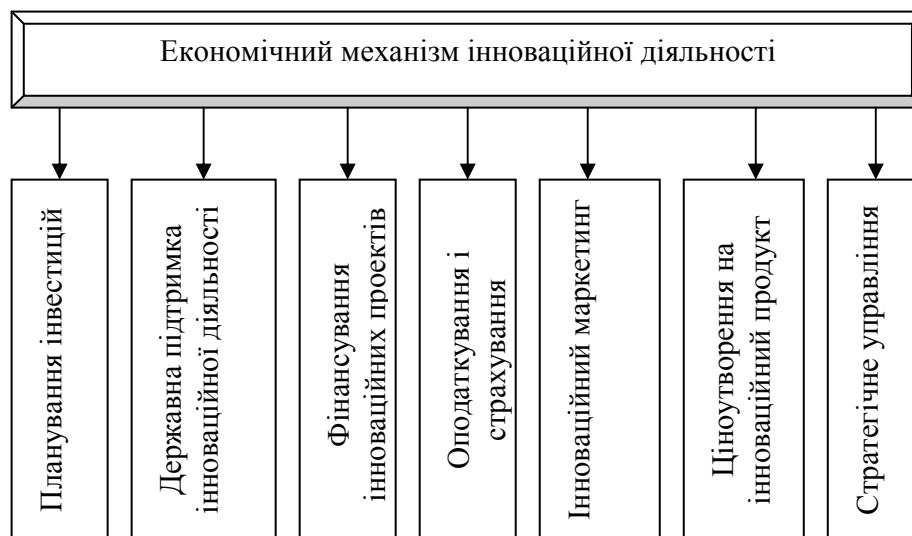 Економічний механізм інноваційної діяльності
Планування інвестицій
Державна підтримка
інноваційної діяльності
Фінансування
інноваційних проектів
Оподаткування і
страхування
Інноваційний маркетинг
Ціноутворення на
інноваційний продукт
Стратегічне управління